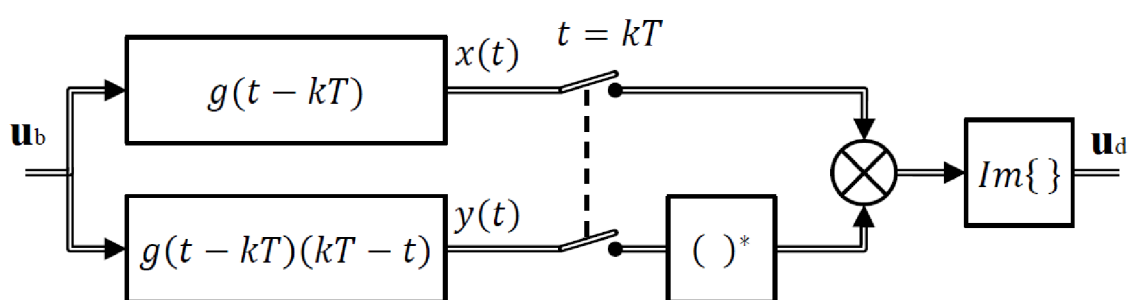 t = kT
x(t)
g(t − kT)
u_b
u_d
Im{ }
y(t)
g(t − kT)(kT − t)
( )*